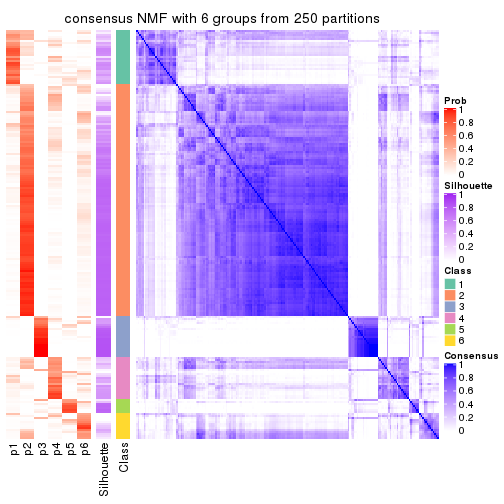 consensus NMF with 6 groups from 250 partitions
Prob
1
0.8
0.6
0.4
0.2
0
Silhouette
1
0.8
0.6
0.4
0.2
0
Class
1
2
3
4
5
6
Consensus
1
0.8
0.6
0.4
0.2
0
p1
p2
p3
p4
p5
p6
Silhouette
Class